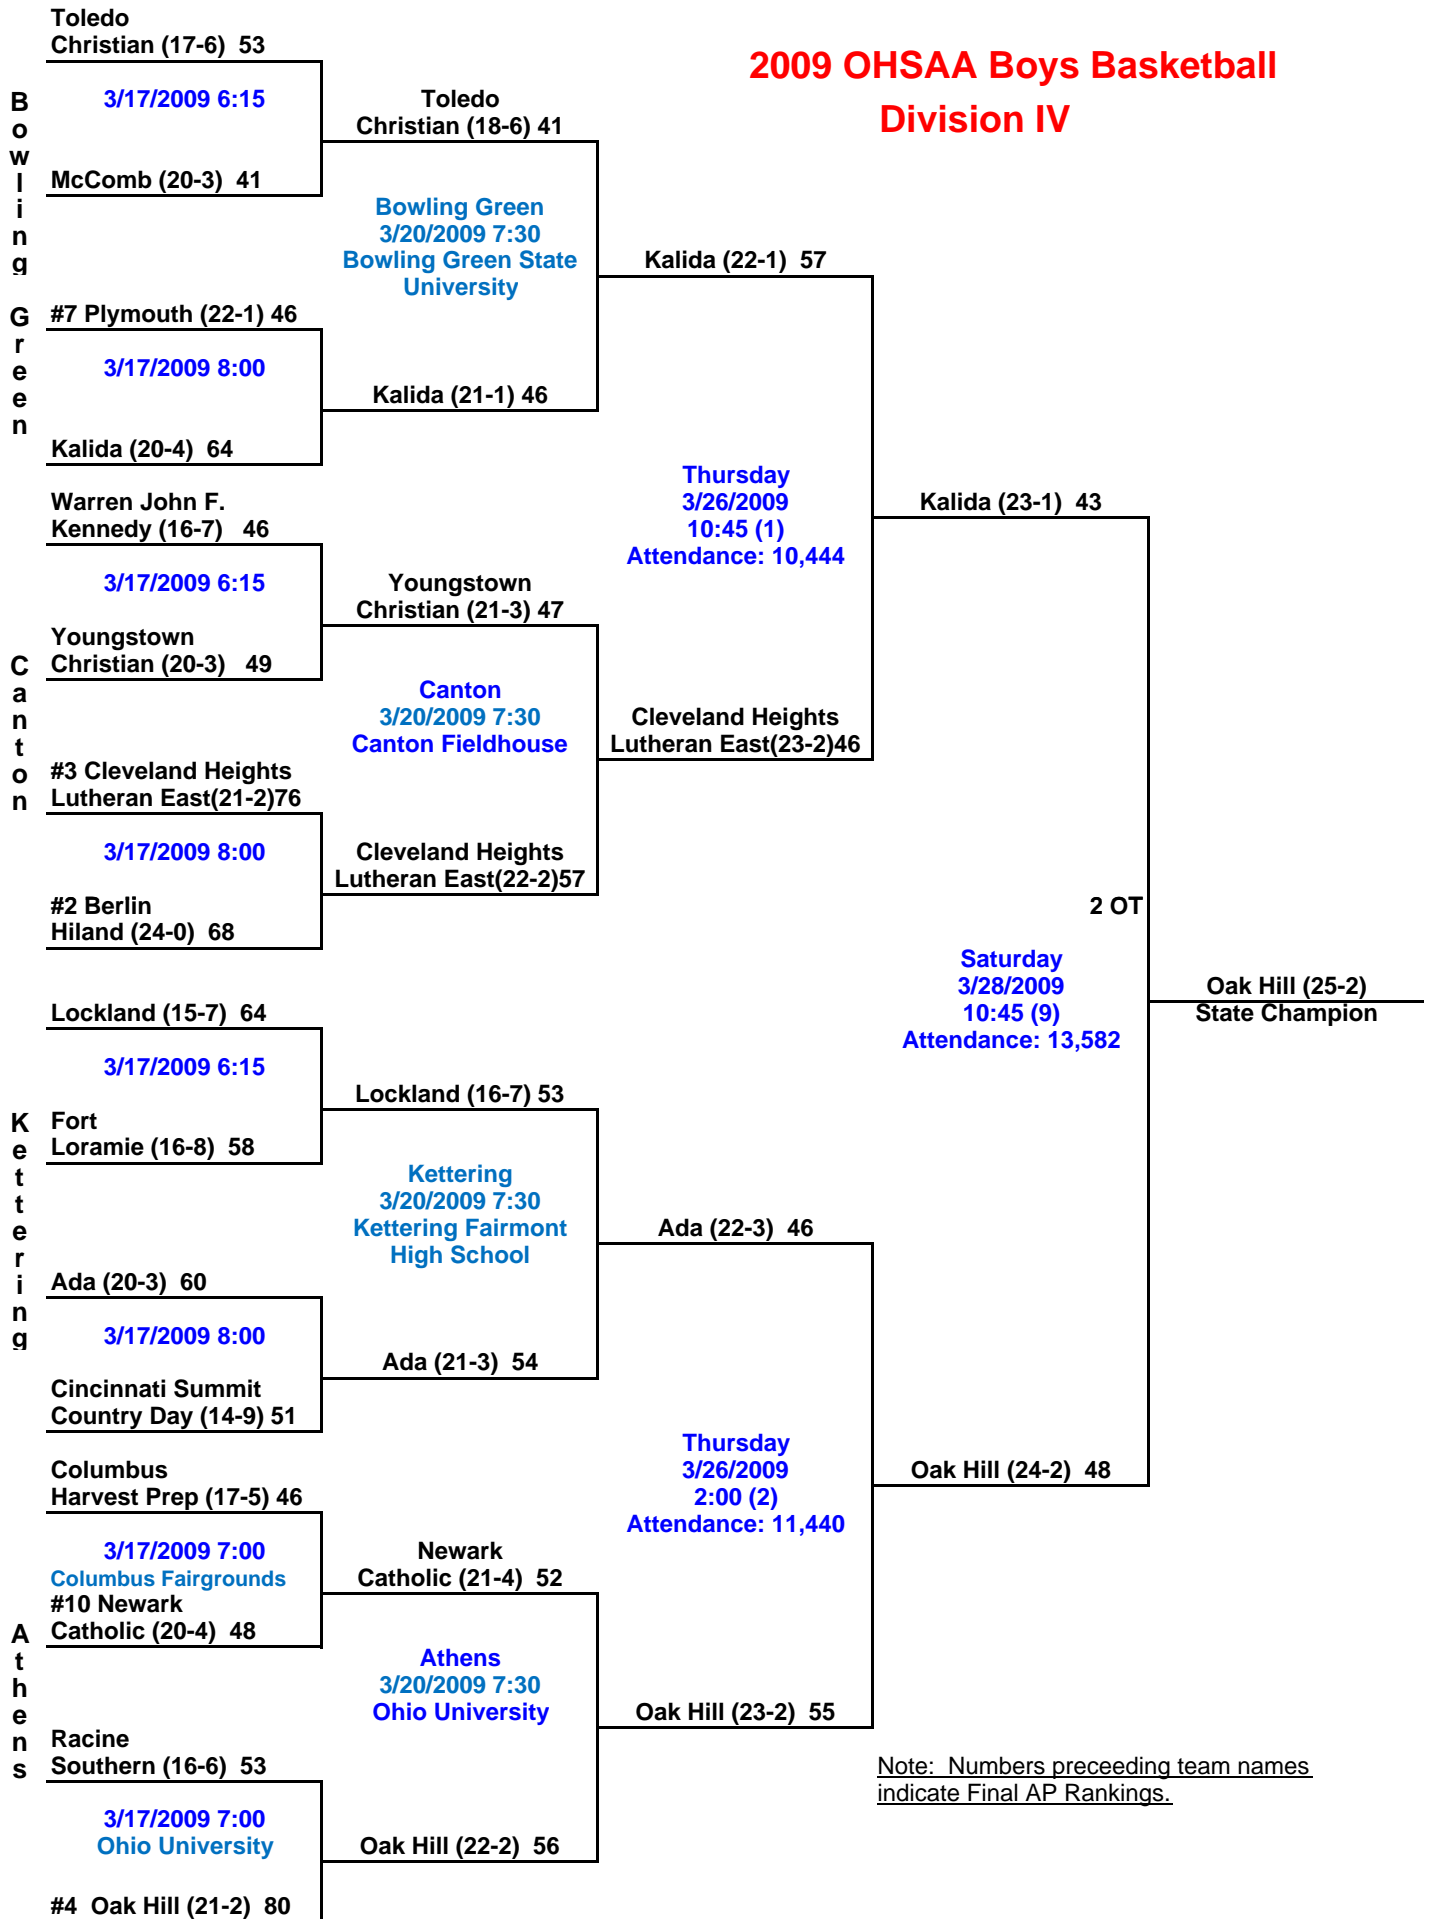 2009 OHSAA Boys Basketball
Division IV
Bowling Green
Toledo
Christian (17-6) 53
3/17/2009 6:15
McComb (20-3) 41
#7 Plymouth (22-1) 46
3/17/2009 8:00
Kalida (20-4) 64
Toledo
Christian (18-6) 41
Bowling Green
3/20/2009 7:30
Bowling Green State
University
Kalida (21-1) 46
Canton
Warren John F.
Kennedy (16-7) 46
3/17/2009 6:15
Youngstown
Christian (20-3) 49
#3 Cleveland Heights
Lutheran East(21-2)76
3/17/2009 8:00
#2 Berlin
Hiland (24-0) 68
Youngstown
Christian (21-3) 47
Canton
3/20/2009 7:30
Canton Fieldhouse
Cleveland Heights
Lutheran East(22-2)57
Kalida (22-1) 57
Thursday
3/26/2009
10:45 (1)
Attendance: 10,444
Cleveland Heights
Lutheran East(23-2)46
Kettering
Lockland (15-7) 64
3/17/2009 6:15
Fort
Loramie (16-8) 58
Ada (20-3) 60
3/17/2009 8:00
Cincinnati Summit
Country Day (14-9) 51
Lockland (16-7) 53
Kettering
3/20/2009 7:30
Kettering Fairmont
High School
Ada (21-3) 54
Athens
Columbus
Harvest Prep (17-5) 46
3/17/2009 7:00
Columbus Fairgrounds
#10 Newark
Catholic (20-4) 48
Racine
Southern (16-6) 53
3/17/2009 7:00
Ohio University
#4 Oak Hill (21-2) 80
Newark
Catholic (21-4) 52
Athens
3/20/2009 7:30
Ohio University
Oak Hill (22-2) 56
Ada (22-3) 46
Thursday
3/26/2009
2:00 (2)
Attendance: 11,440
Oak Hill (23-2) 55
Kalida (23-1) 43
2 OT
Saturday
3/28/2009
10:45 (9)
Attendance: 13,582
Oak Hill (24-2) 48
Oak Hill (25-2)
State Champion
Note: Numbers preceeding team names
indicate Final AP Rankings.